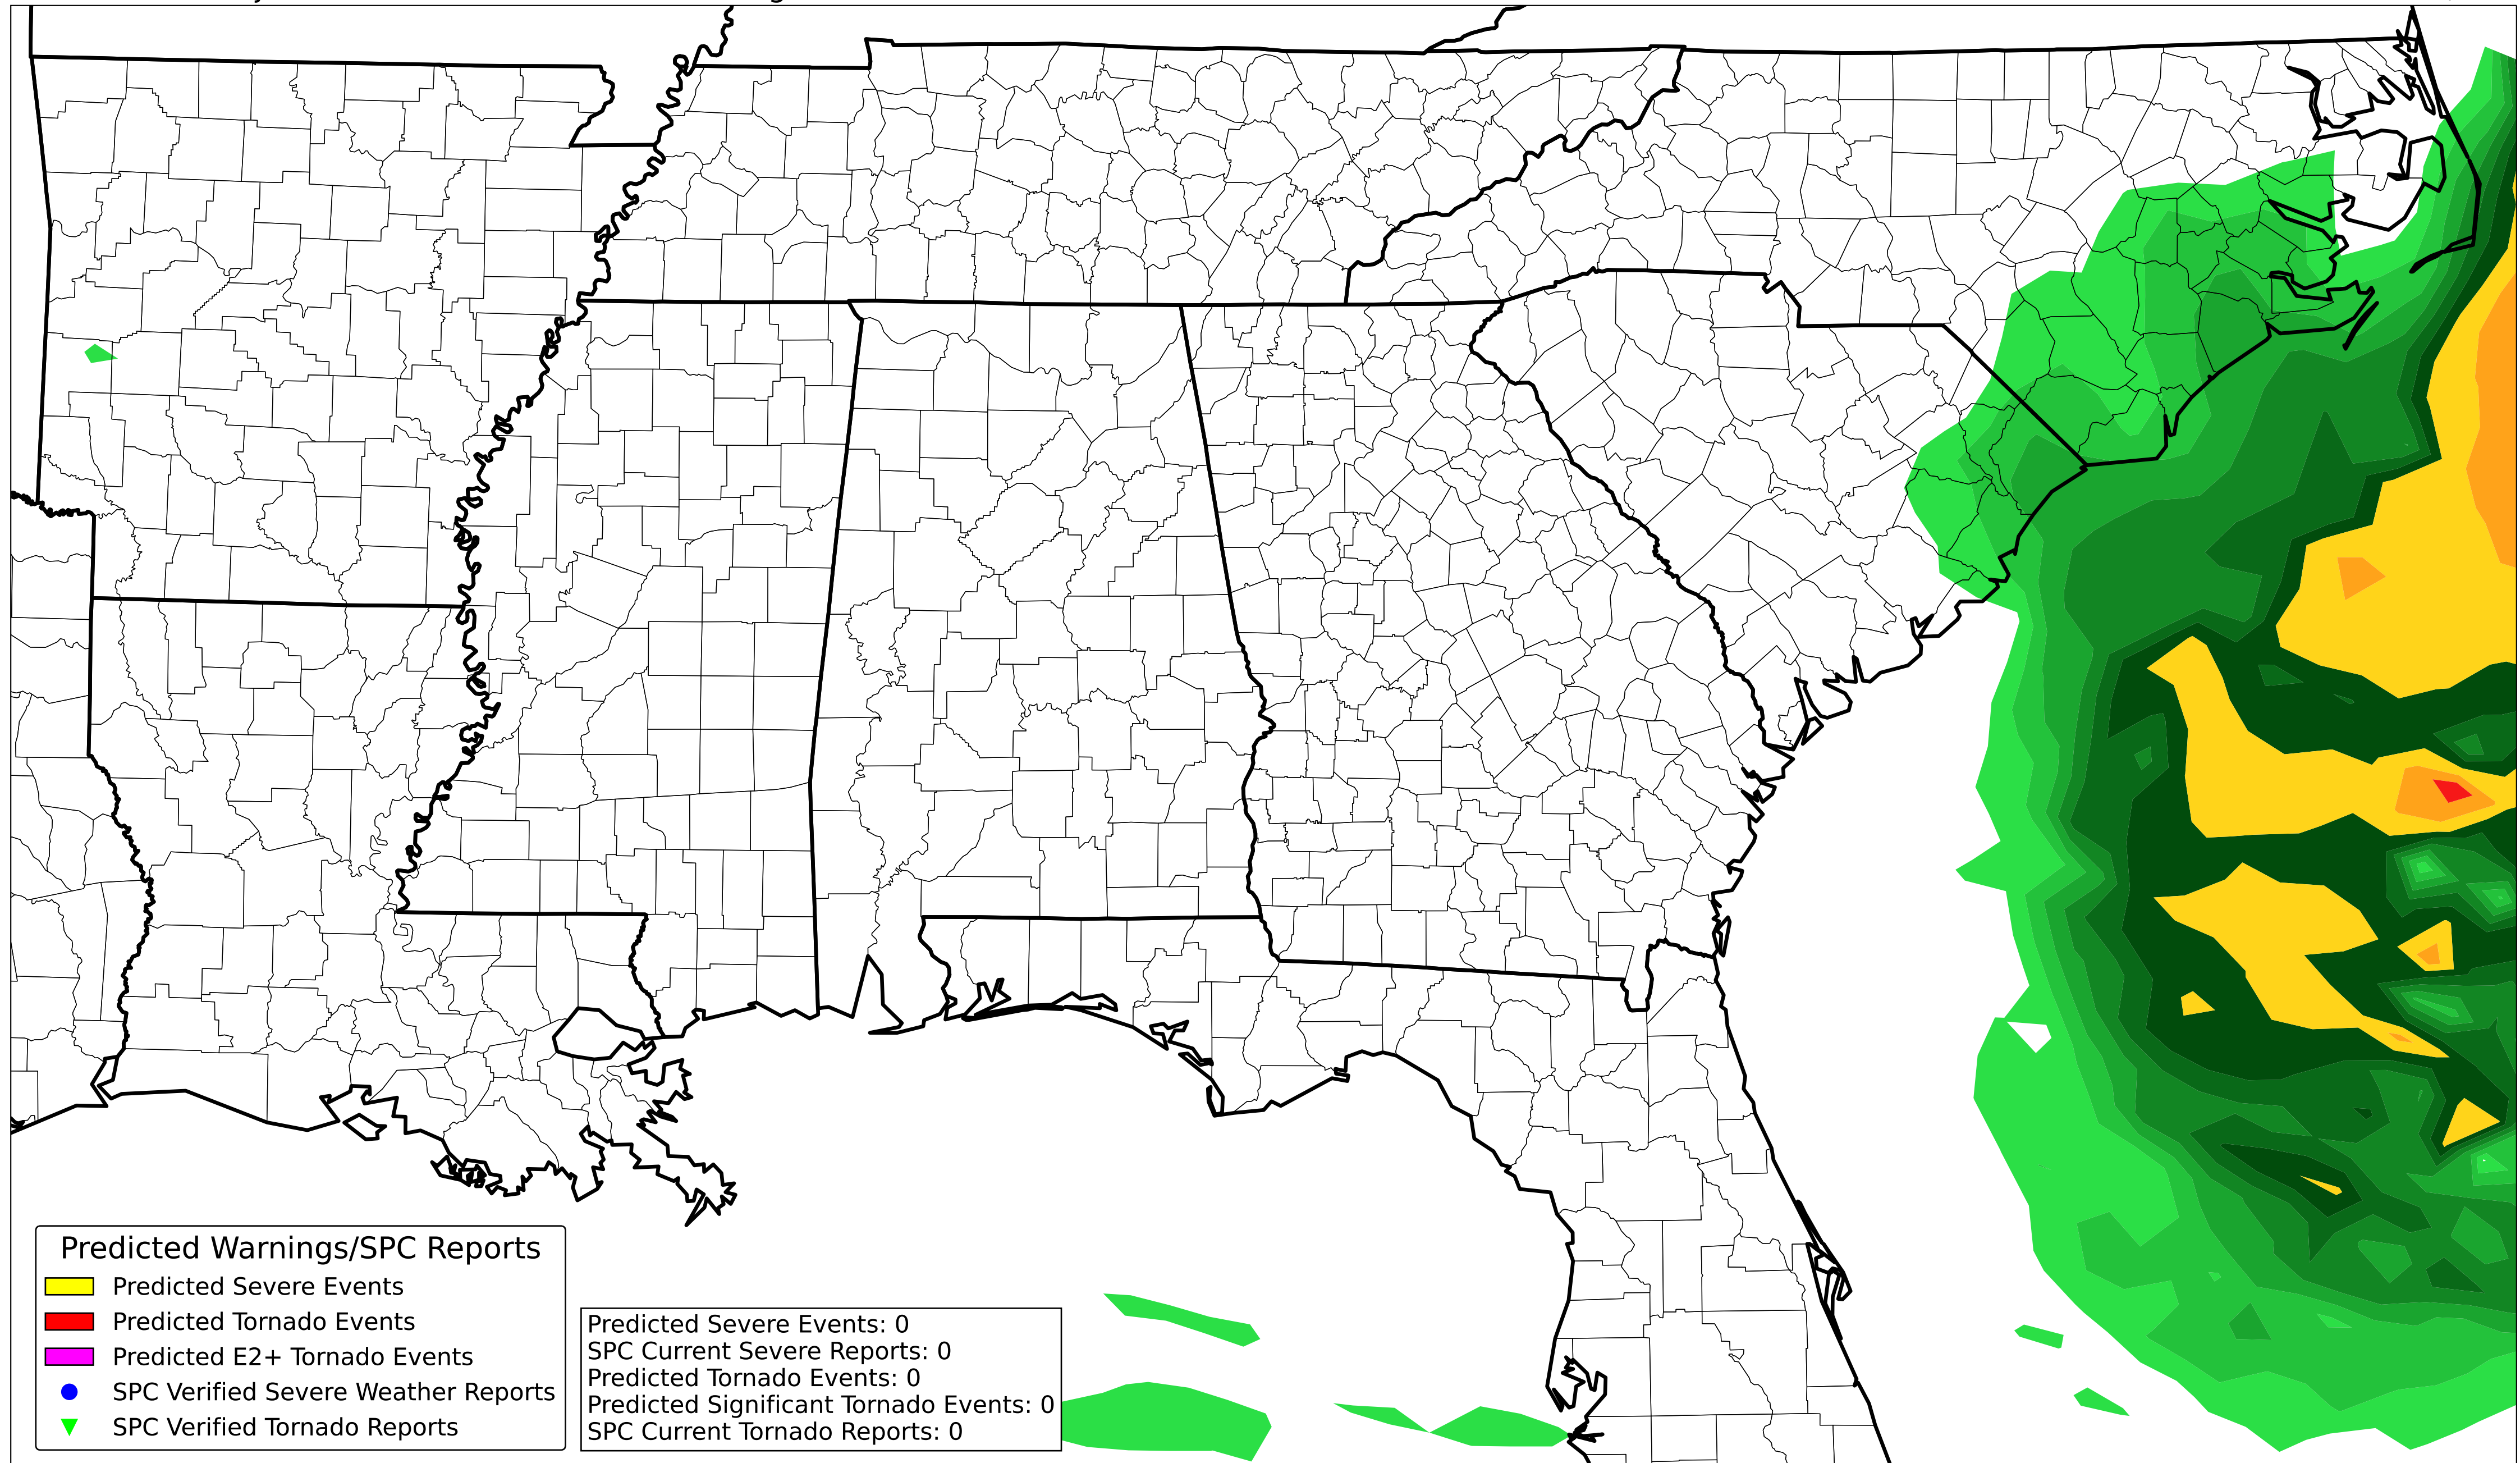 Predicted Warnings/SPC Reports
Predicted Severe Events
Predicted Tornado Events
Predicted E2+ Tornado Events
SPC Verified Severe Weather Reports
SPC Verified Tornado Reports
Predicted Severe Events: 0
SPC Current Severe Reports: 0
Predicted Tornado Events: 0
Predicted Significant Tornado Events: 0
SPC Current Tornado Reports: 0